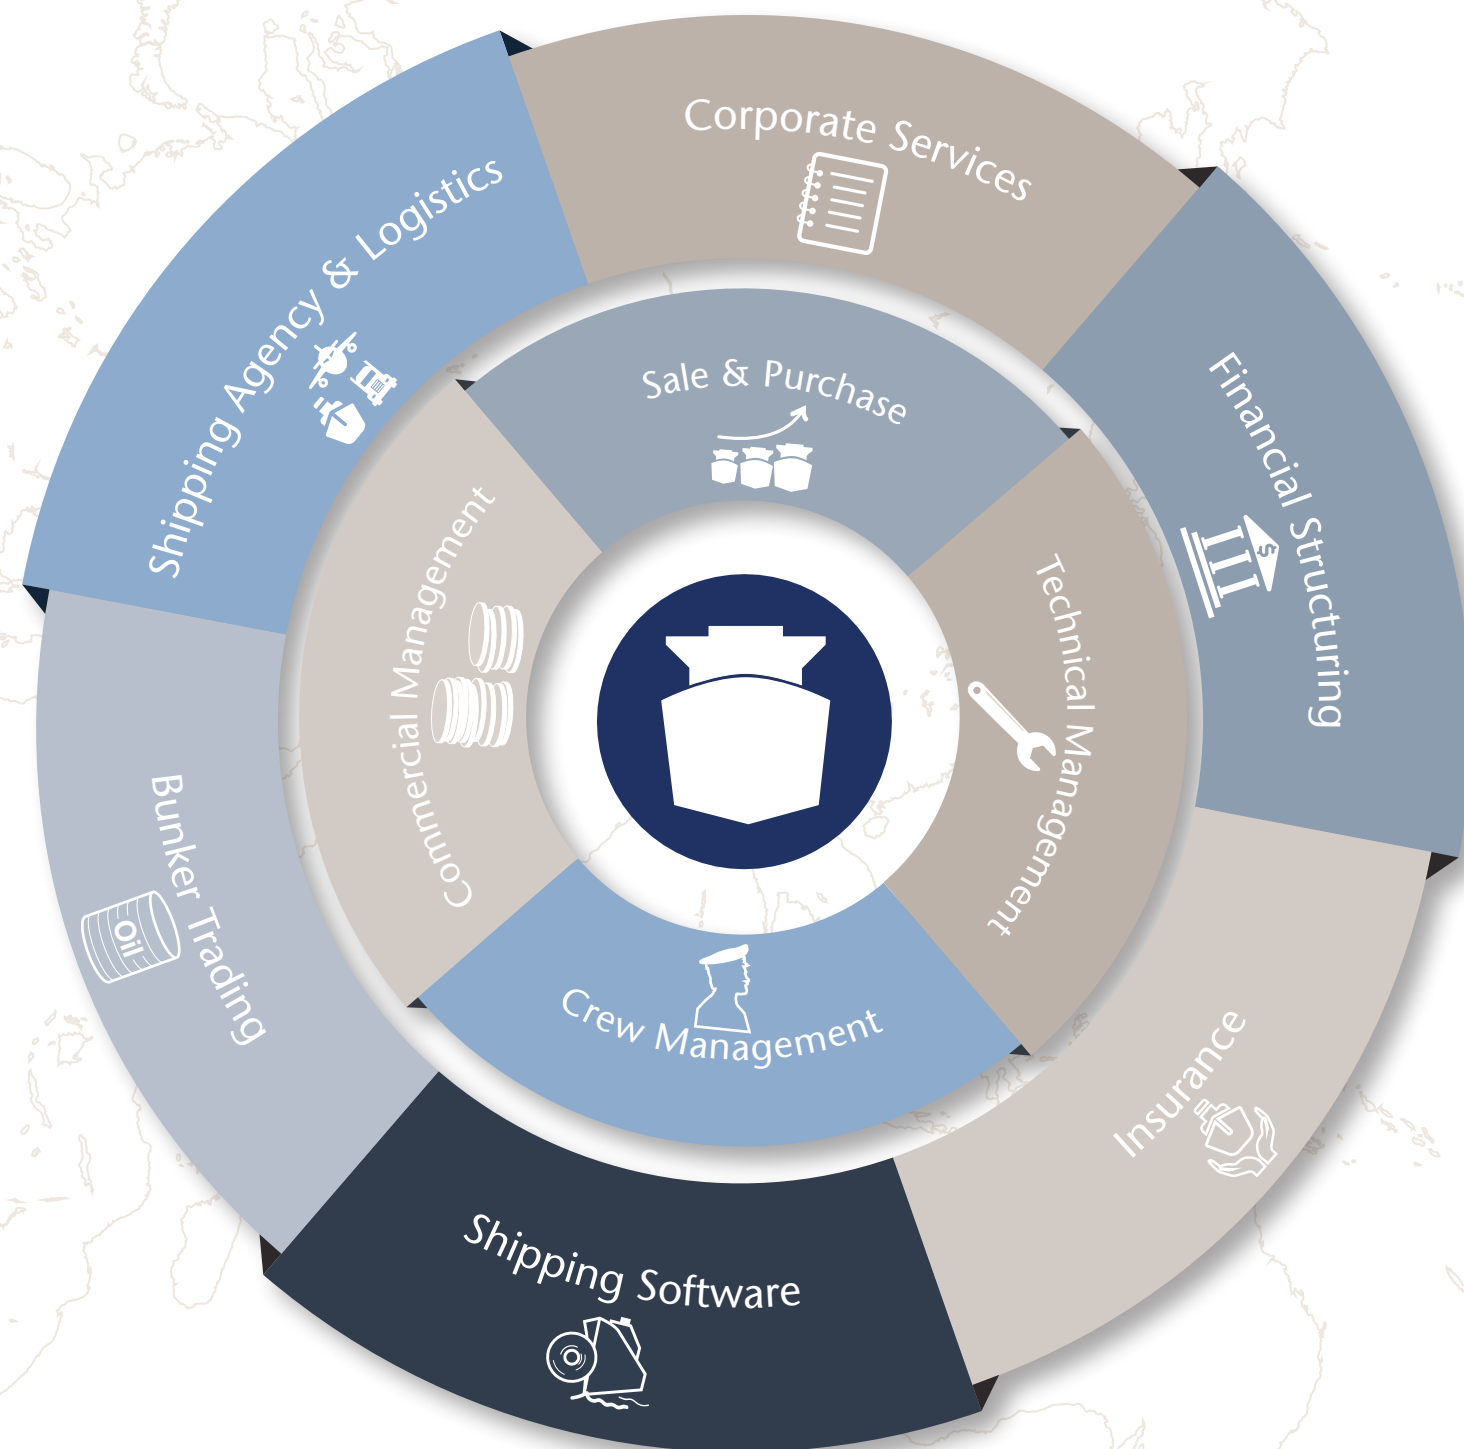 Corporate Services
Shipping Agency & Logistics
Financial Structuring
Sale & Purchase
$
Commercial Management
Technical Management
Bunker Trading
Oil
Crew Management
Insurance
Shipping Software